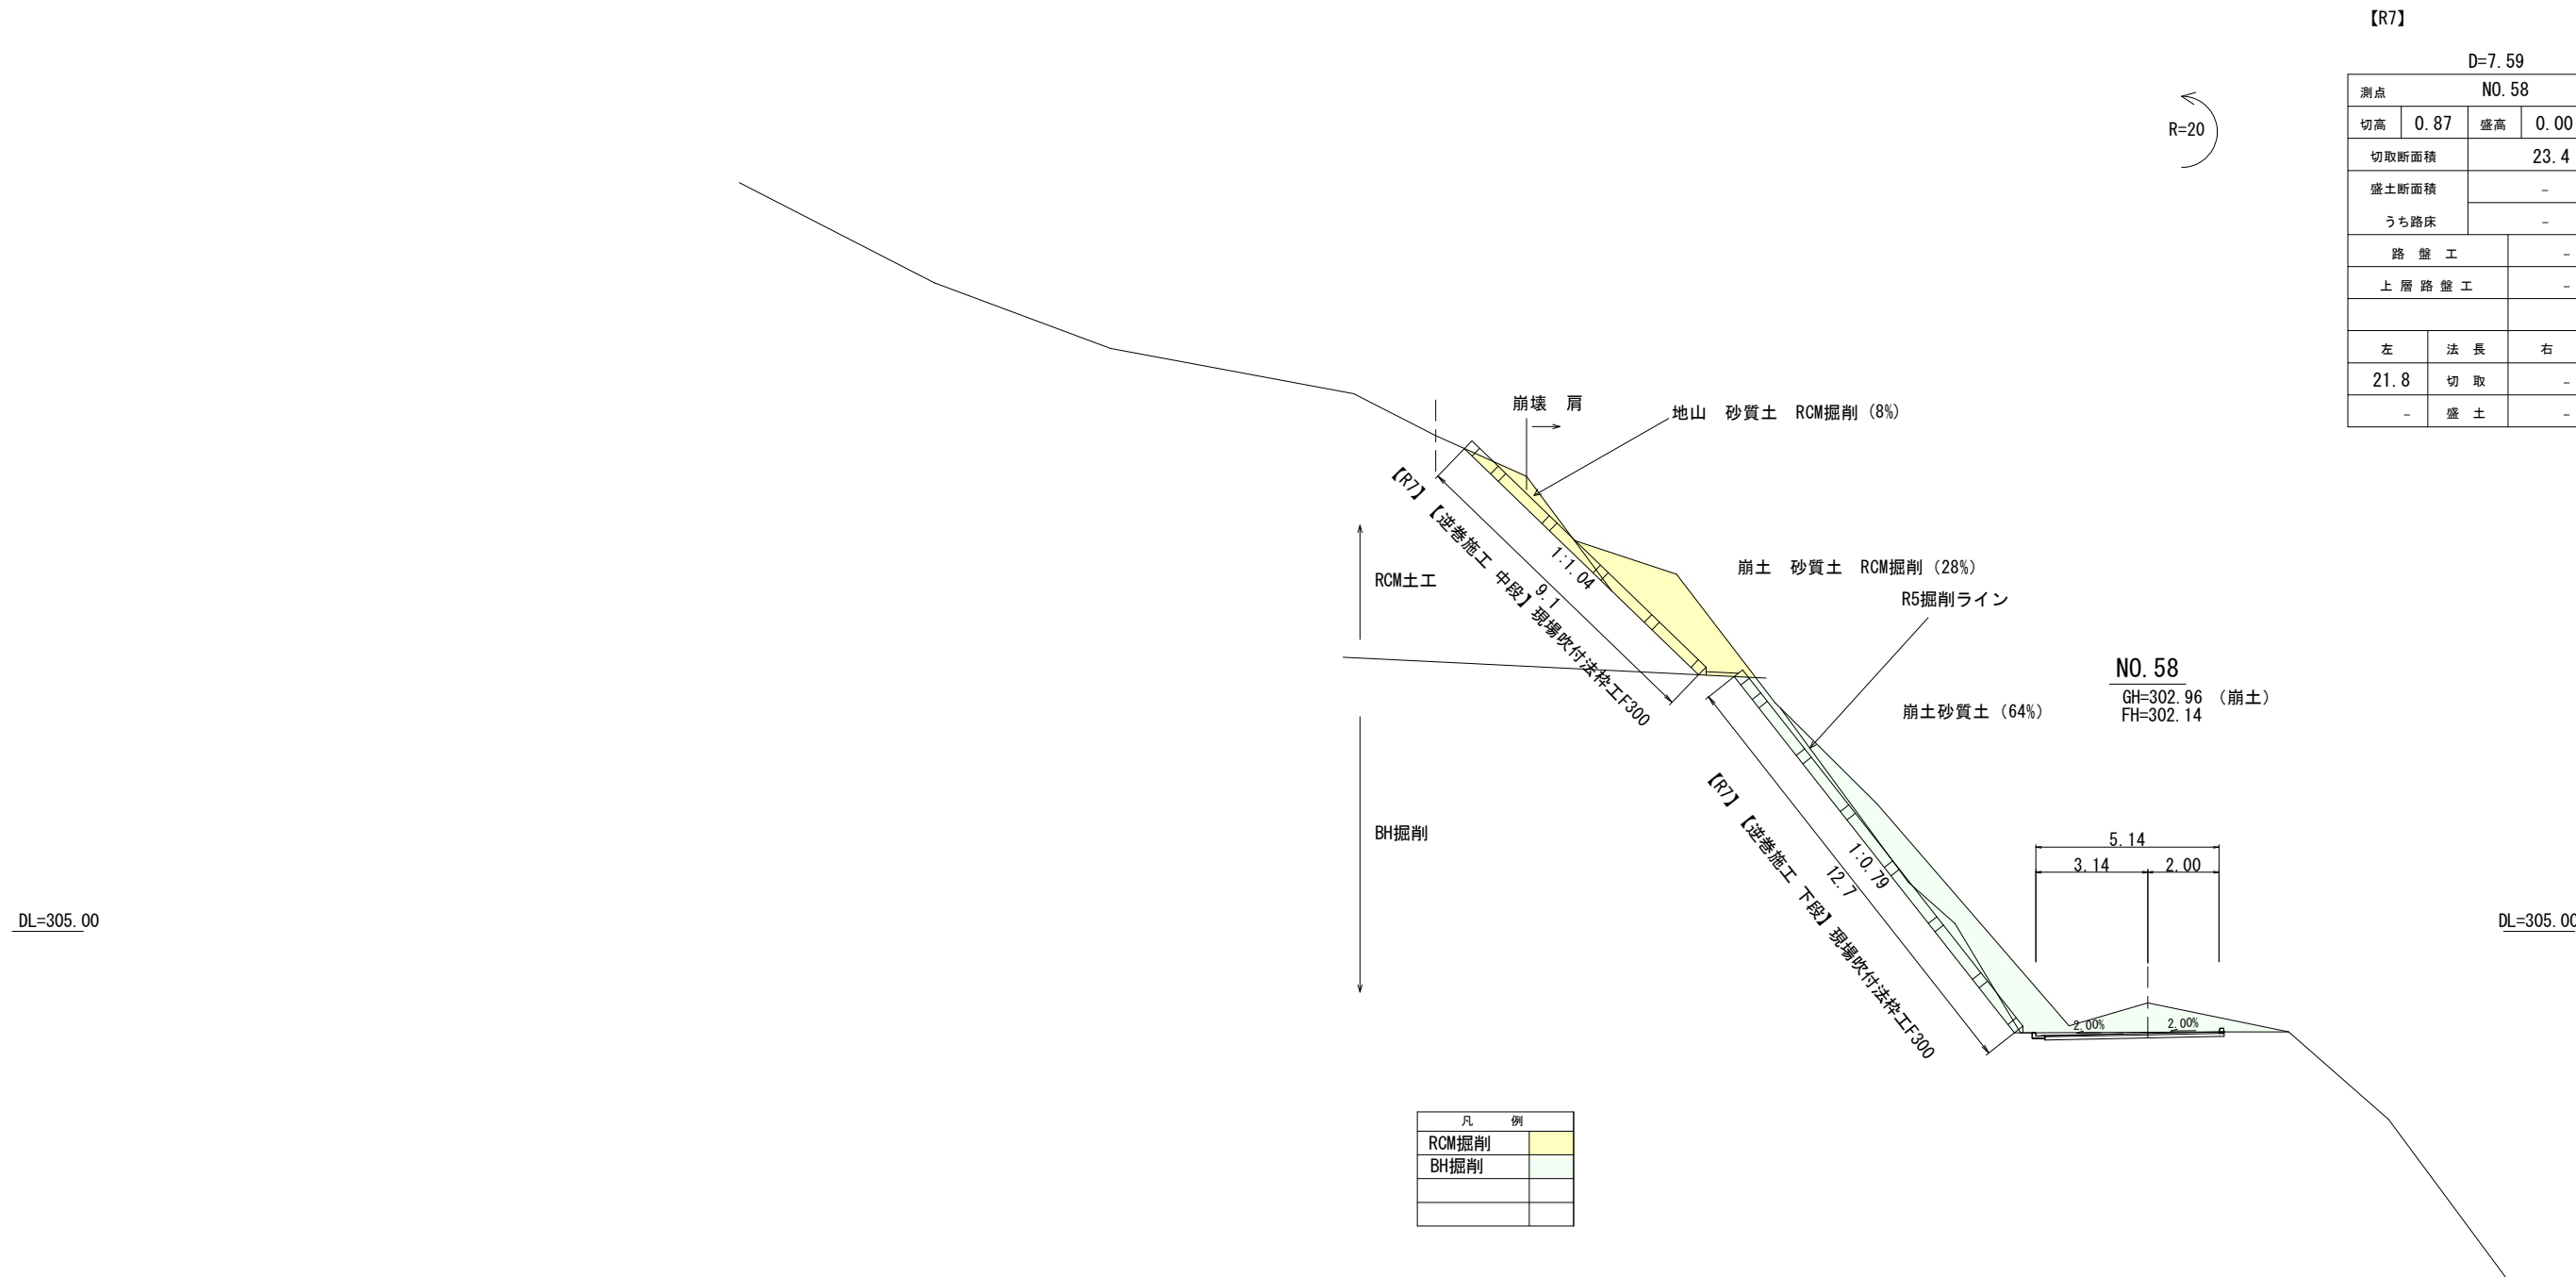 【R7】
D=7.59
測点 NO.58
切高 0.87 盛高 0.00
切取断面積 23.4
盛土断面積 -
うち路床 -
路 盤 工 -
上 層 路 盤 工 -
左 法 長 右
21.8 切 取 -
- 盛 土 -
R=20
崩壊 肩
地山 砂質土 RCM掘削(8%)
【R7】【逆巻施工 中段】現場吹付法枠工F300
1:1.04
9.1
RCM土工
崩土 砂質土 RCM掘削(28%)
R5掘削ライン
NO.58
GH=302.96 (崩土)
FH=302.14
崩土砂質土(64%)
【R7】【逆巻施工 下段】現場吹付法枠工F300
1:0.79
12.7
BH掘削
5.14
3.14 2.00
DL=305.00
DL=305.00
2.00% 2.00%
凡 例
RCM掘削
BH掘削